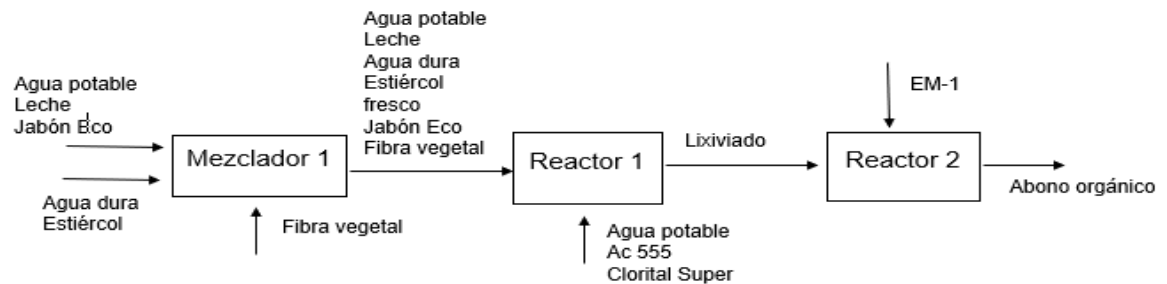 Agua potable
Leche
Jabón Eco
Agua dura
Estiércol
Mezclador 1
Fibra vegetal
Agua potable
Leche
Agua dura
Estiércol
fresco
Jabón Eco
Fibra vegetal
Reactor 1
Agua potable
Ac 555
Clorital Super
Lixiviado
EM-1
Reactor 2
Abono orgánico